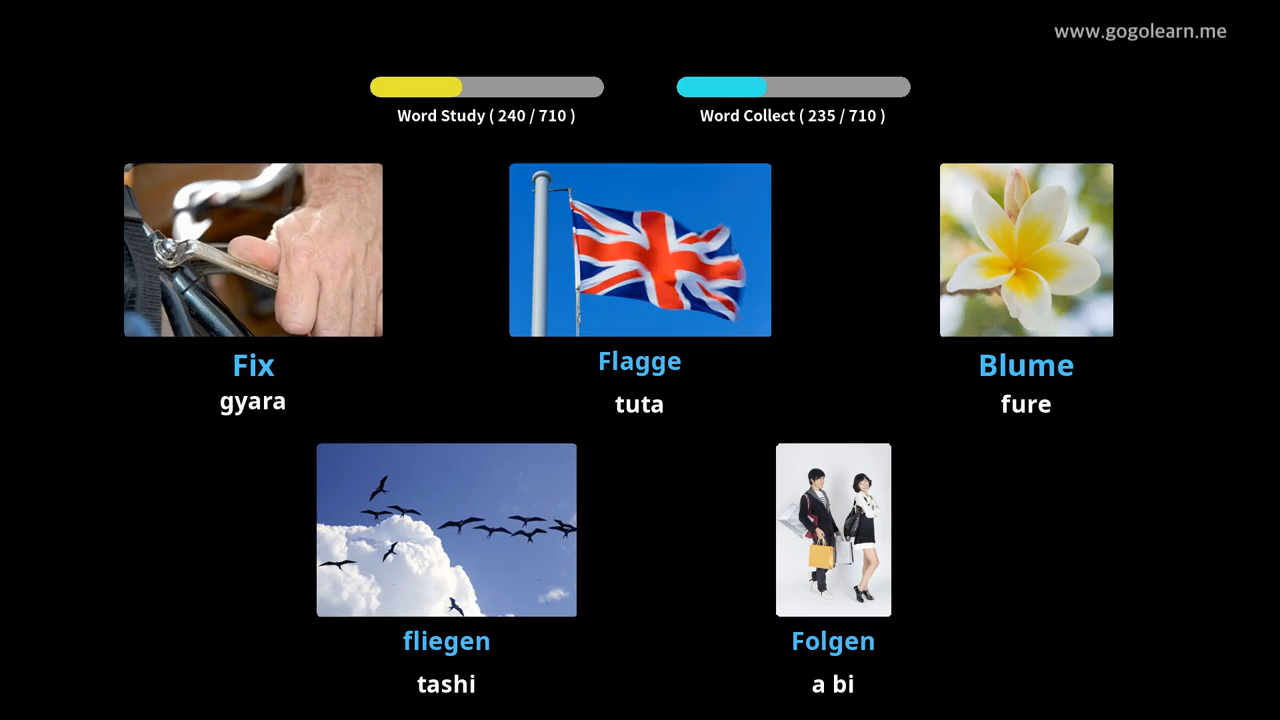 www.gogolearn.me
Word Study ( 240 / 710 )
Word Collect ( 235 / 710 )
Fix
gyara
Flagge
tuta
Blume
fure
fliegen
tashi
Folgen
a bi